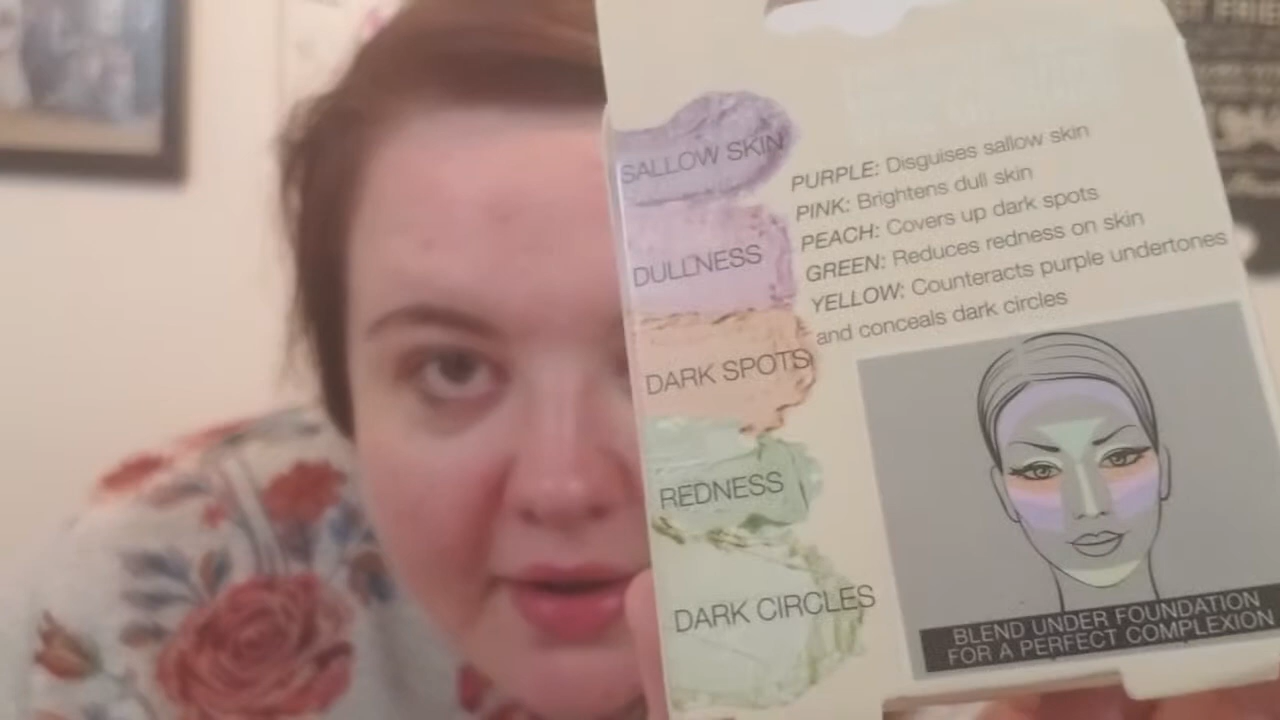 SALLOW SKIN
DULLNESS
DARK SPOTS
REDNESS
DARK CIRCLES
PURPLE: Disguises sallow skin
PINK: Brightens dull skin
PEACH: Covers up dark spots
GREEN: Reduces redness on skin
YELLOW: Counteracts purple undertones
and conceals dark circles
BLEND UNDER FOUNDATION
FOR A PERFECT COMPLEXION